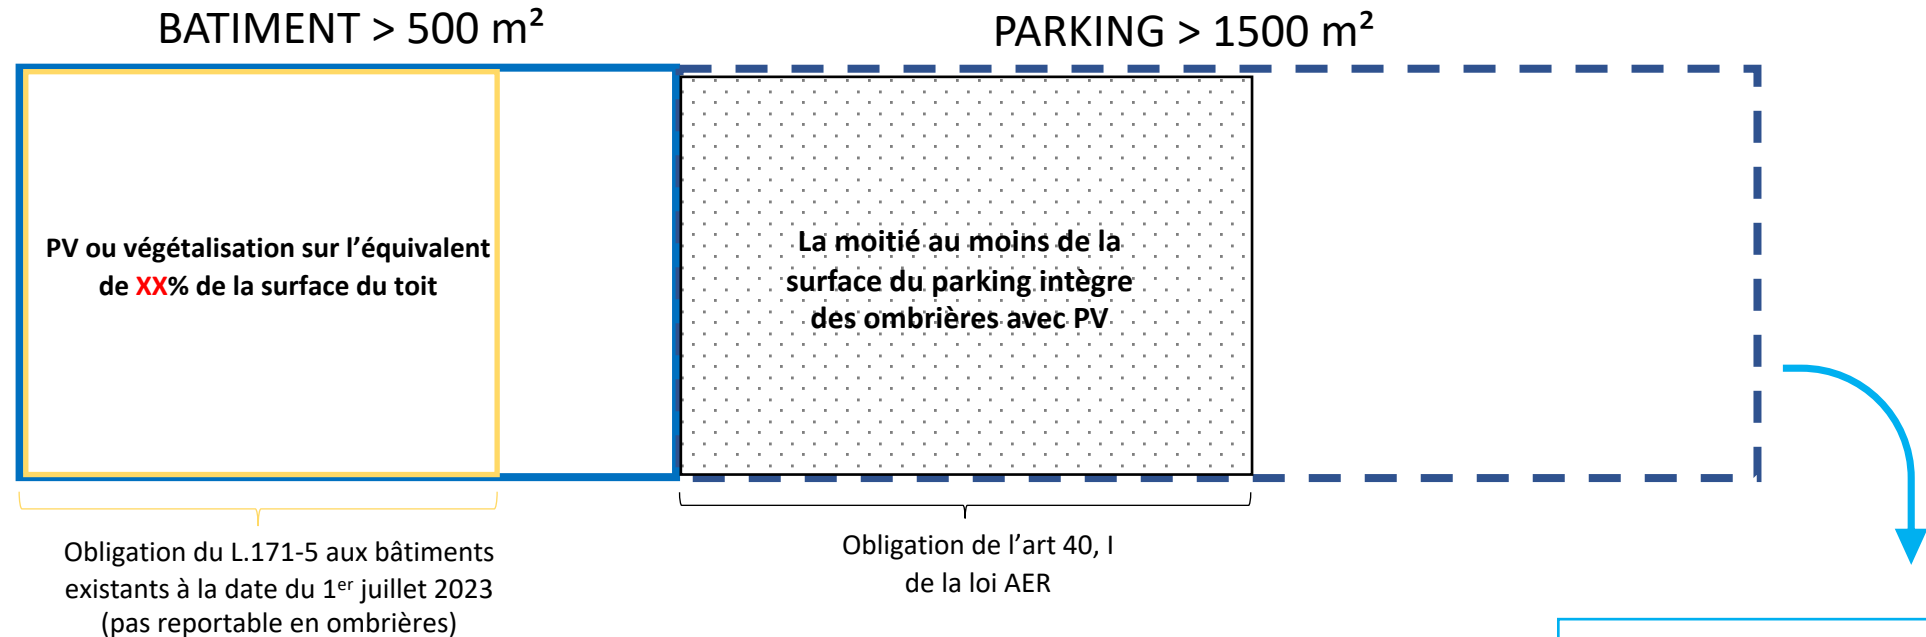 BATIMENT > 500 m²
PARKING > 1500 m²
PV ou végétalisation sur l’équivalent
de XX% de la surface du toit
La moitié au moins de la
surface du parking intègre
des ombrières avec PV
Obligation du L.171-5 aux bâtiments
existants à la date du 1er juillet 2023
(pas reportable en ombrières)
Obligation de l’art 40, I
de la loi AER